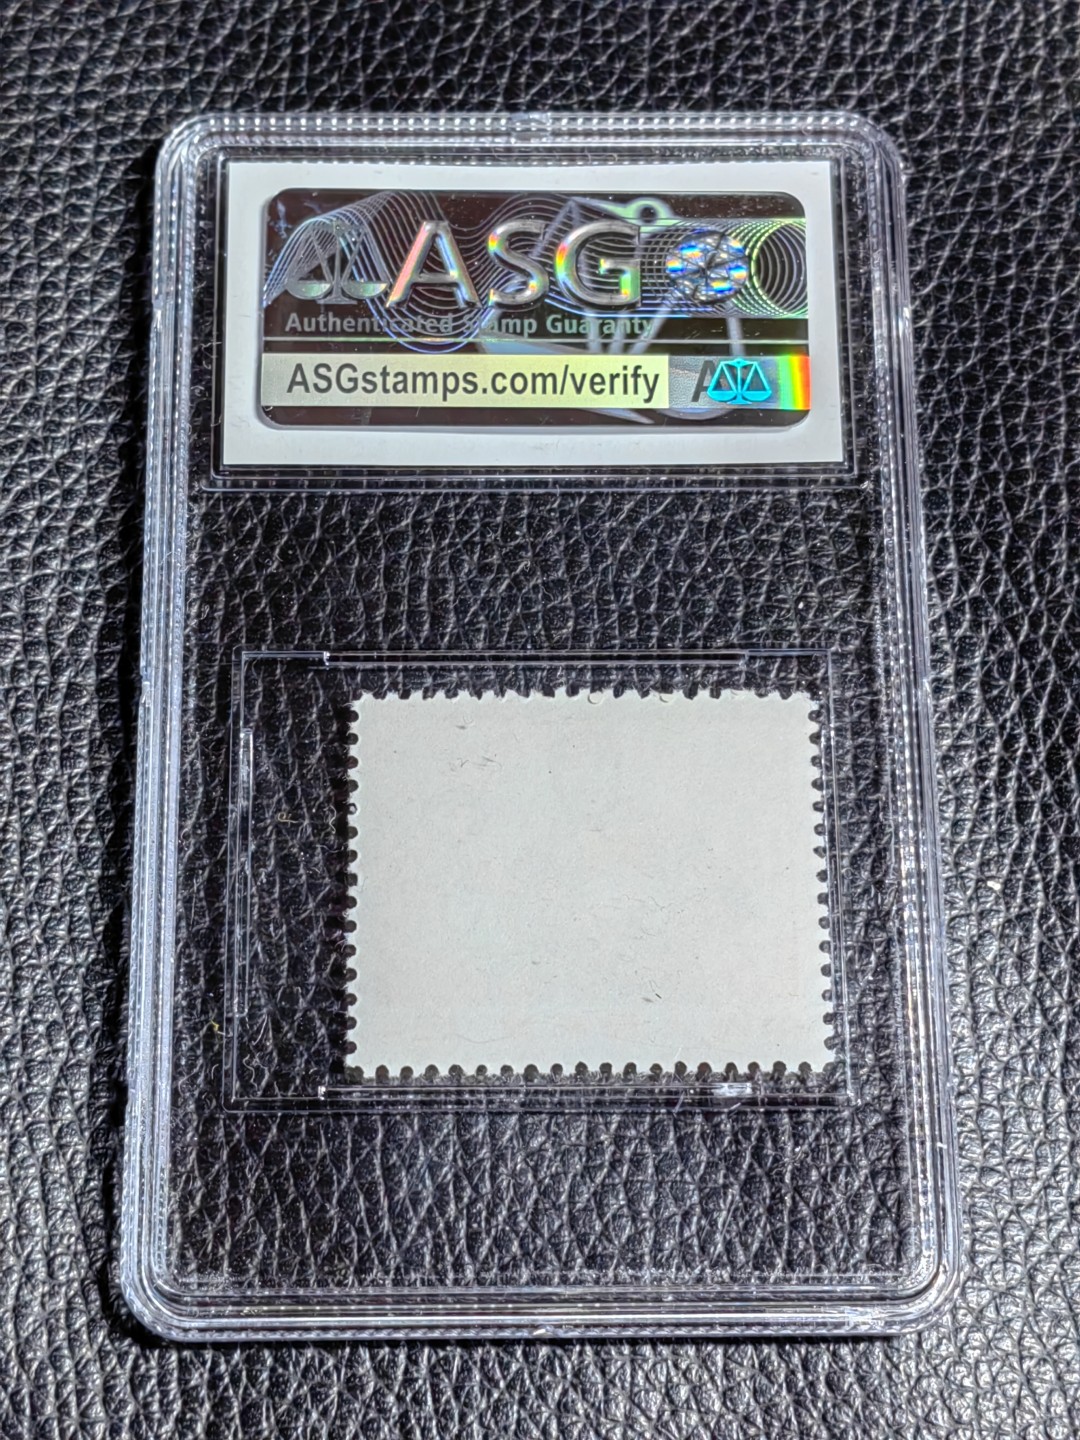 ASG
Authenticated Stamp Guaranty
ASGstamps.com/verify